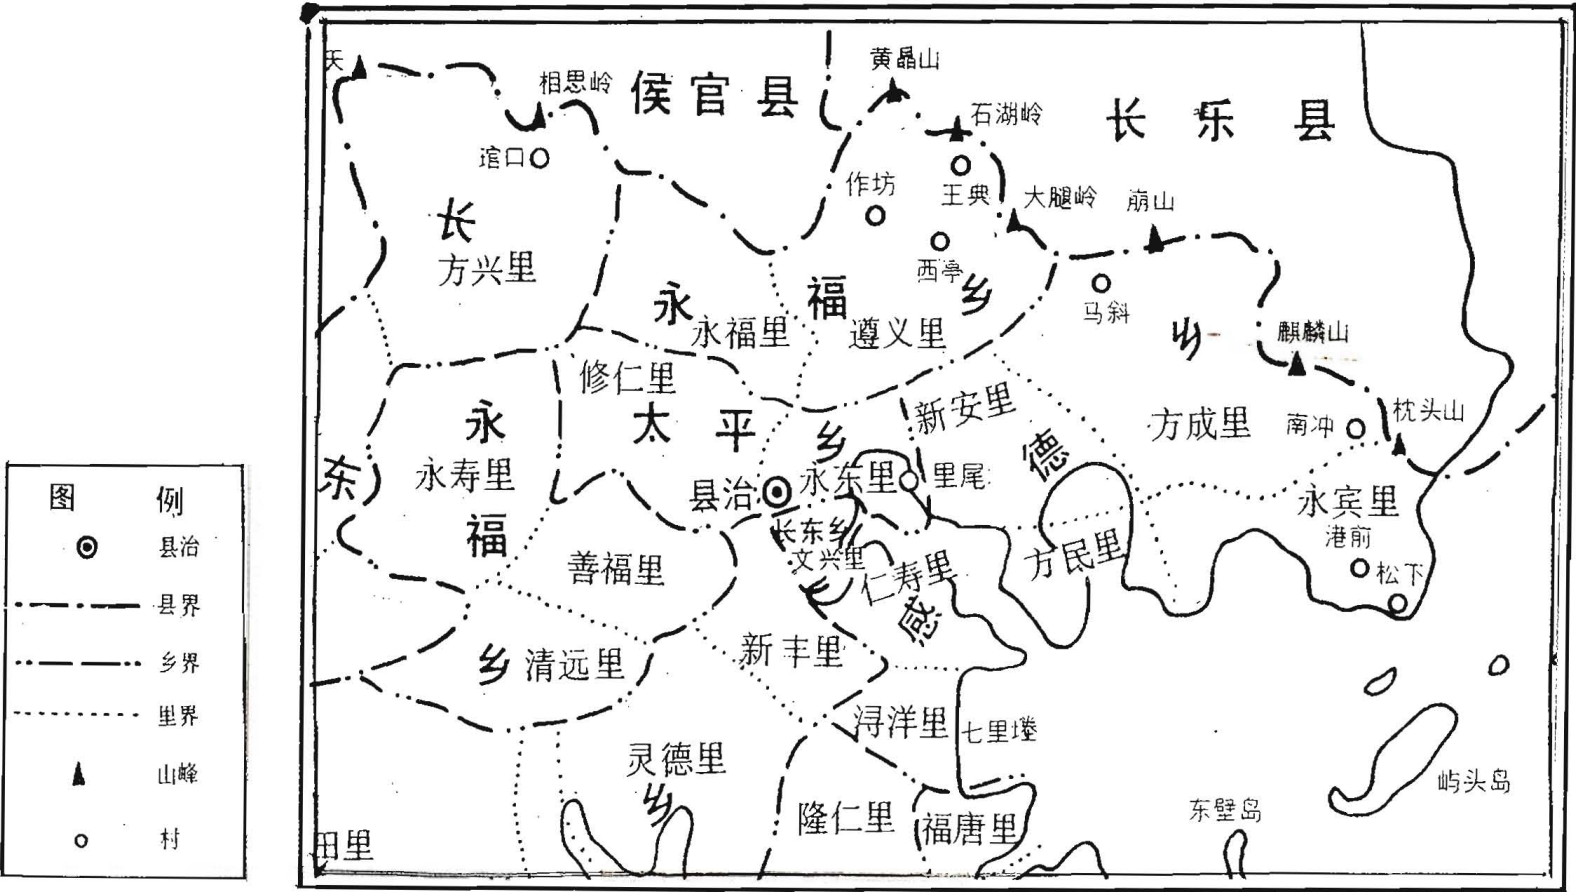 天
黄晶山
相思岭
侯官县
石湖岭
长乐县
琯口
作坊
王典
大腿岭
崩山
长
方兴里
西亭
乡
永
福
马斜
永福里
遵义里
乡
麒麟山
修仁里
新安里
枕头山
永
太平
乡
德
方成里
南冲
东
永寿里
县治
永东里
里尾
永宾里
福
长东乡
港前
善福里
文兴里
仁寿里
方民里
松下
感
乡
清远里
新丰里
浔洋里
七里塍
灵德里
乡
屿头岛
隆仁里
福唐里
东壁岛
田里
图例
县治
县界
乡界
里界
山峰
村